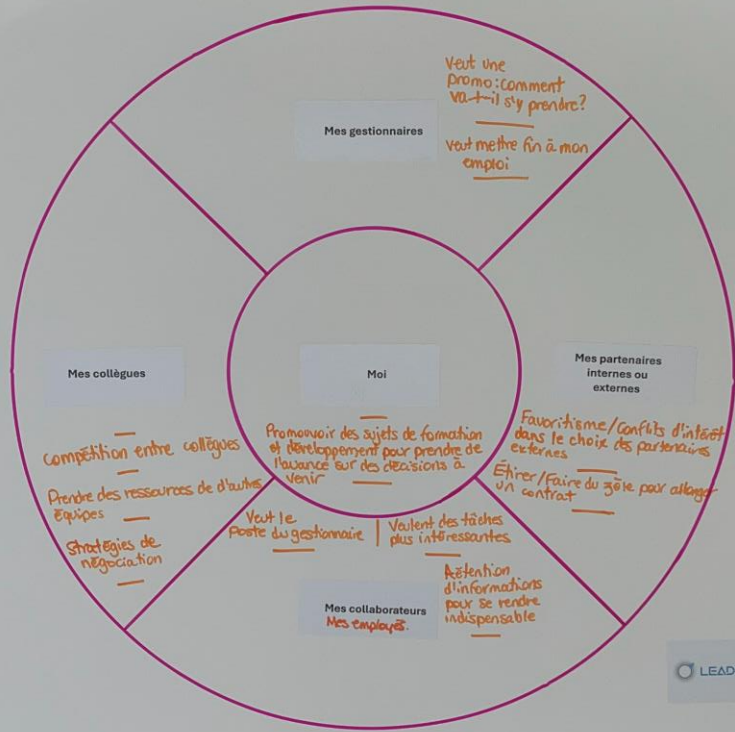 Veut une
promo: comment
va-t-il s'y prendre?
Mes gestionnaires
veut mettre fin à mon
emploi
Mes collègues
compétition entre collègues
Prendre des ressources de d'autres
équipes
Stratégies de
négociation
Moi
Promouvoir des sujets de formation
et développement pour prendre de
l'avance sur des décisions à
venir
Mes partenaires
internes ou
externes
Favoritisme/Conflits d'intérêt
dans le choix des partenaires
externes
Étirer/Faire du zèle pour allonger
un contrat
Veut le
poste du gestionnaire
Veulent des tâches
plus intéressantes
Rétention
d'informations
pour se rendre
indispensable
Mes collaborateurs
Mes employés.
LEAD